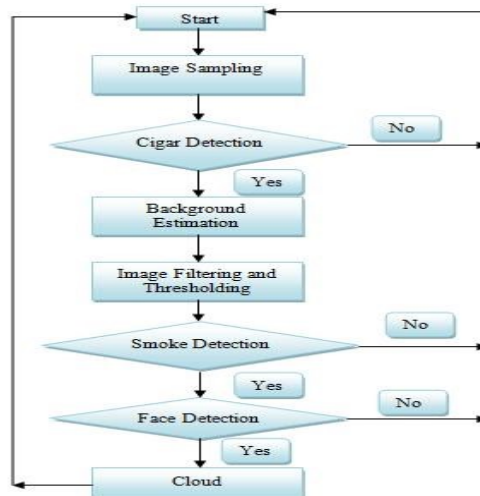 Start
Image Sampling
Cigar Detection
No
Yes
Background
Estimation
Image Filtering and
Thresholding
Smoke Detection
No
Yes
Face Detection
No
Yes
Cloud